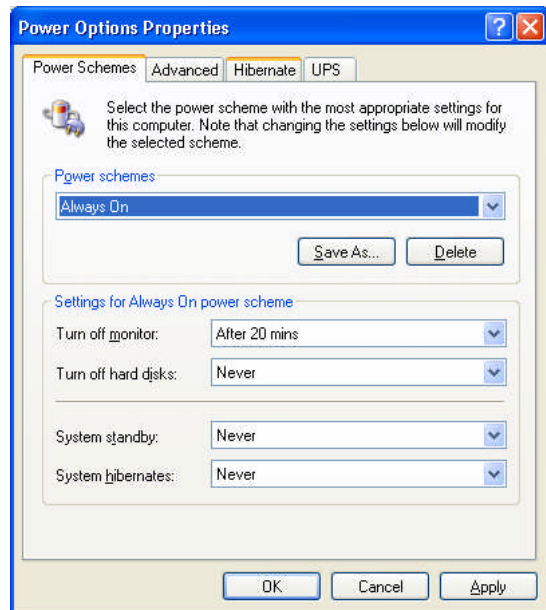 Power Options Properties
Power Schemes Advanced Hibernate UPS
Select the power scheme with the most appropriate settings for
this computer. Note that changing the settings below will modify
the selected scheme.
Power schemes
Always On
Save As... Delete
Settings for Always On power scheme
Turn off monitor: After 20 mins
Turn off hard disks: Never
System standby: Never
System hibernates: Never
OK Cancel Apply